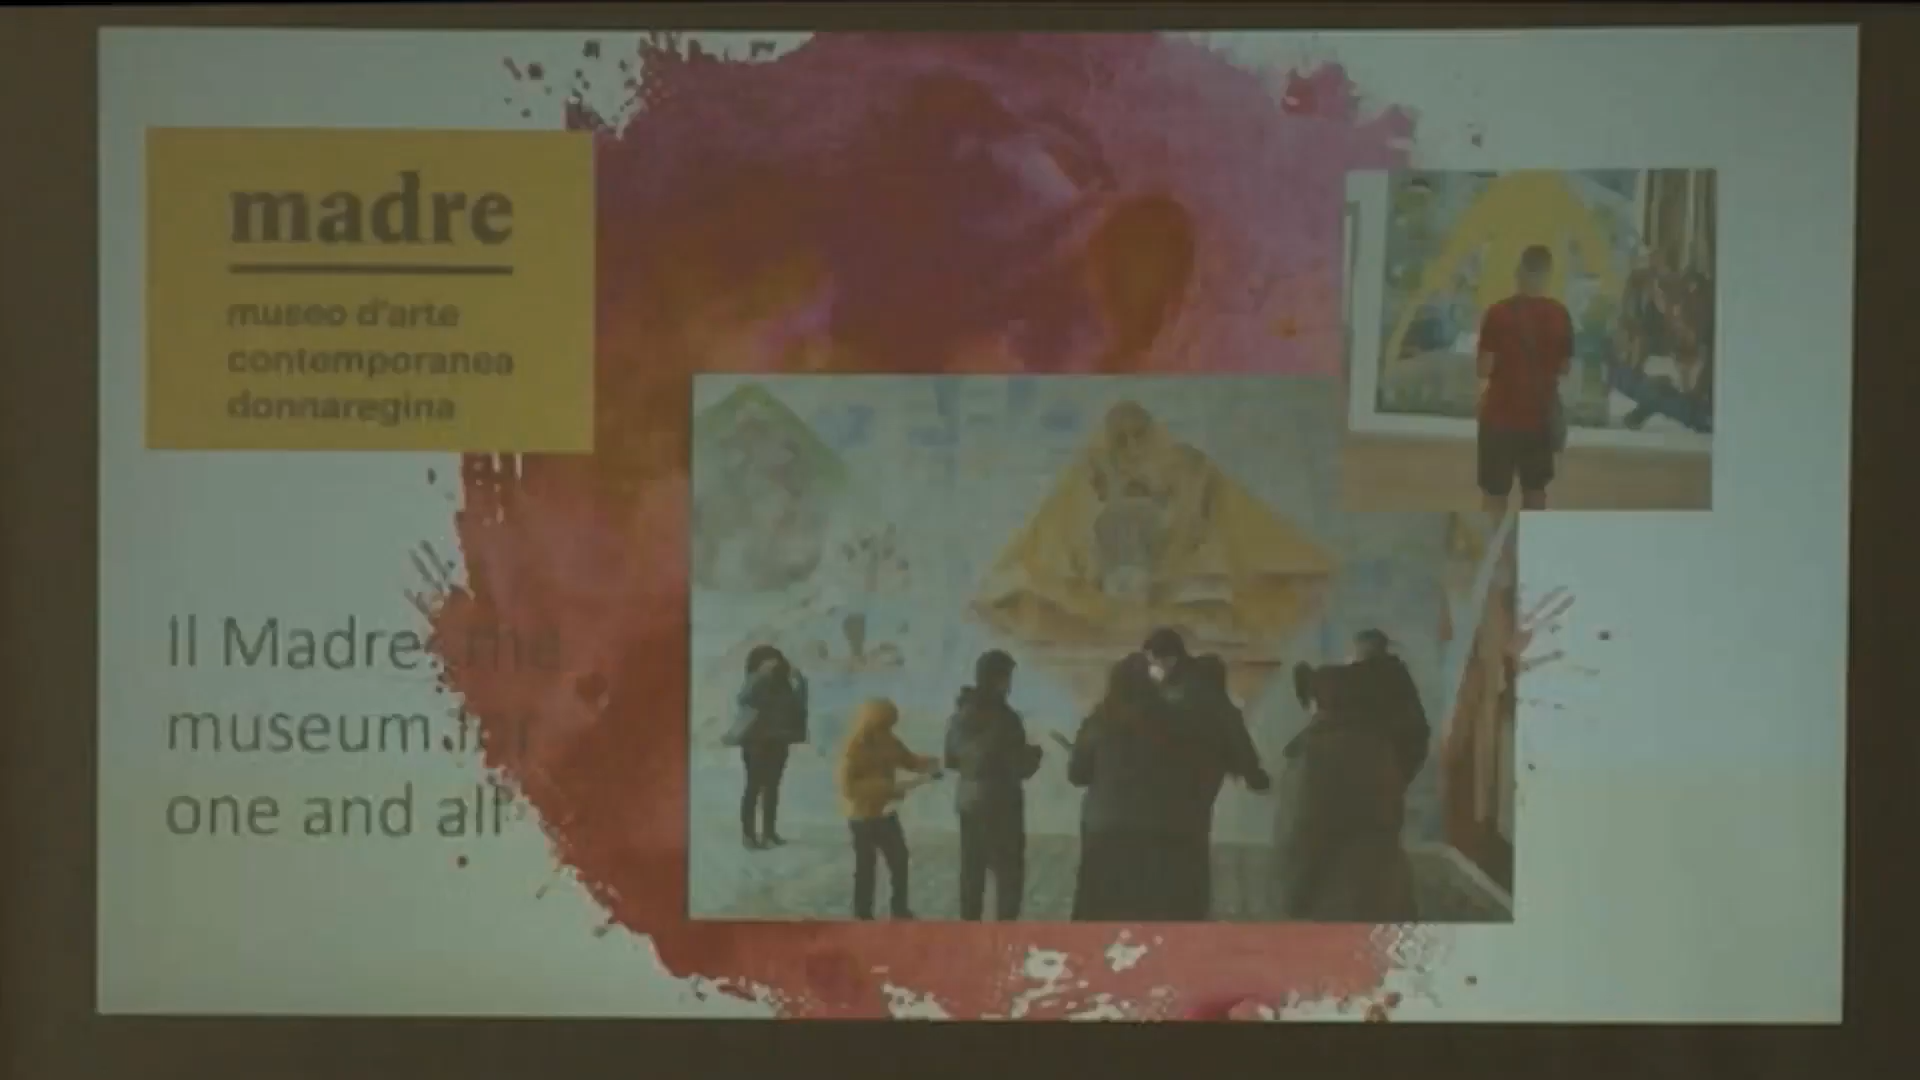 madre
museo d'arte
contemporanea
donnaregina
Il Madre, the
museum for
one and all